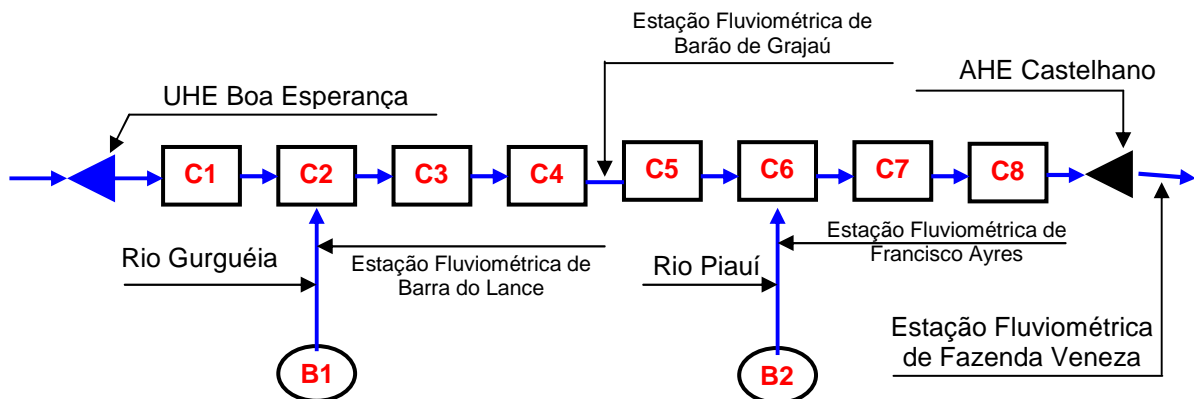 Estação Fluviométrica de
Barão de Grajaú
AHE Castelhano
UHE Boa Esperança
C1
C2
C3
C4
C5
C6
C7
C8
Rio Gurguéia
Estação Fluviométrica de
Barra do Lance
Rio Piauí
Estação Fluviométrica de
Francisco Ayres
Estação Fluviométrica
de Fazenda Veneza
B1
B2